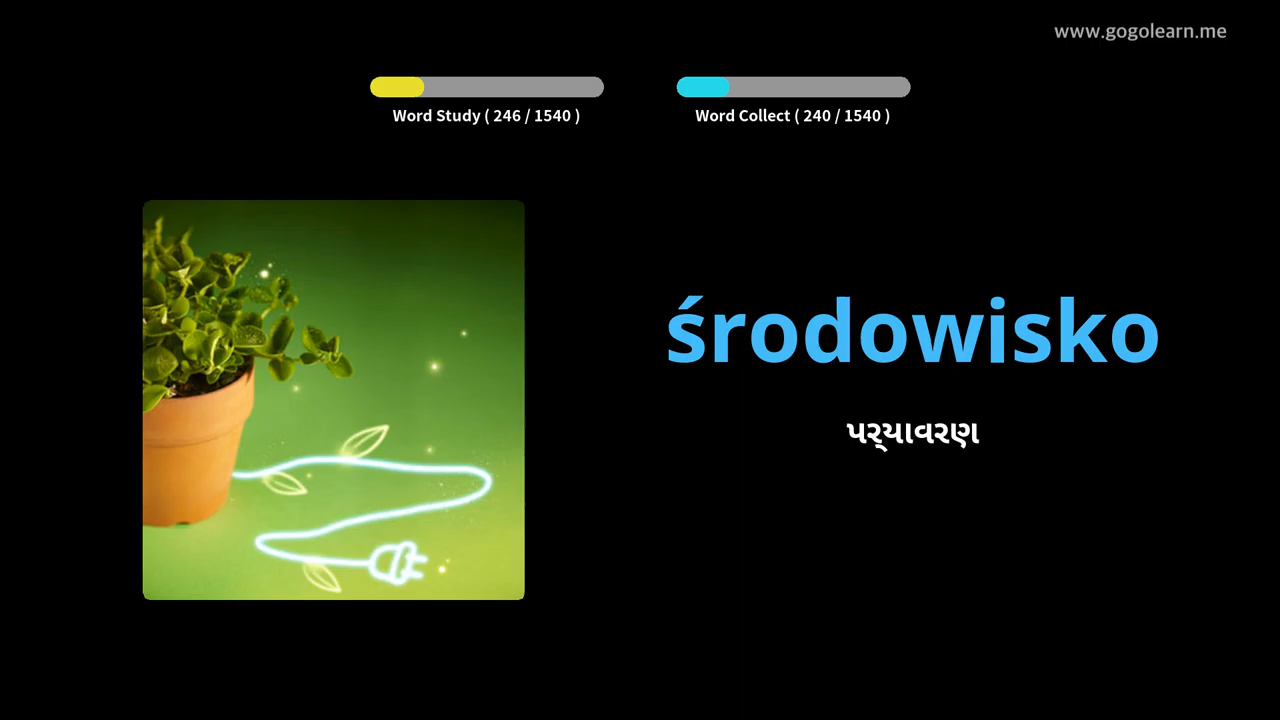 www.gogolearn.me
Word Study ( 246 / 1540 )
Word Collect ( 240 / 1540 )
środowisko
પર્યાવરણ